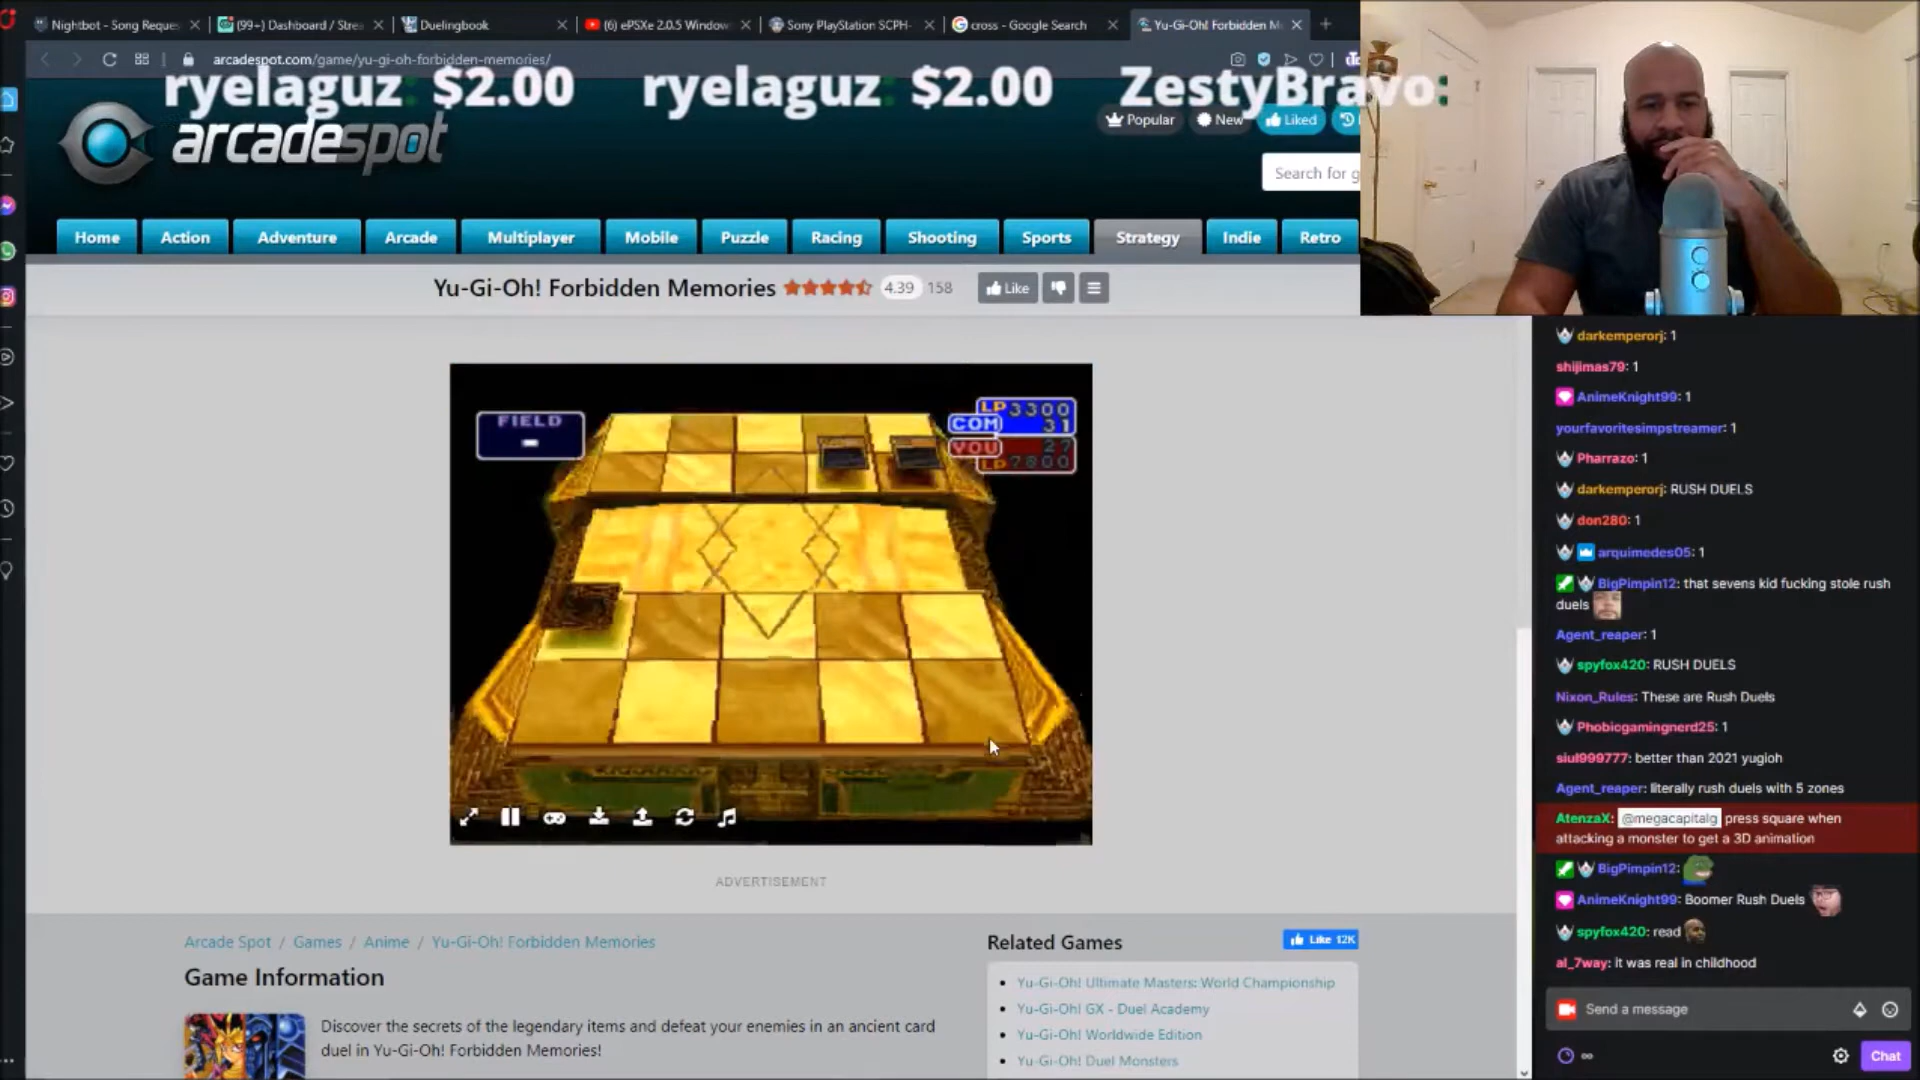 Nightbot - Song Reques
(99+) Dashboard / Strea
Duelingbook
(6) ePSXe 2.0.5 Window
Sony PlayStation SCPH-
cross - Google Search
Yu-Gi-Oh! Forbidden M
arcadespot.com/game/yu-gi-oh-forbidden-memories/
ryelaguz: $2.00 ryelaguz: $2.00 ZestyBravo:
arcadespot
Popular
New
Liked
Search for g
Home
Action
Adventure
Arcade
Multiplayer
Mobile
Puzzle
Racing
Shooting
Sports
Strategy
Indie
Retro
Yu-Gi-Oh! Forbidden Memories
4.39 158
Like
FIELD
LP3300
COM 31
YOU 27
LP7800
ADVERTISEMENT
Arcade Spot / Games / Anime / Yu-Gi-Oh! Forbidden Memories
Game Information
Discover the secrets of the legendary items and defeat your enemies in an ancient card
duel in Yu-Gi-Oh! Forbidden Memories!
Related Games
Like 12K
Yu-Gi-Oh! Ultimate Masters: World Championship
Yu-Gi-Oh! GX - Duel Academy
Yu-Gi-Oh! Worldwide Edition
Yu-Gi-Oh! Duel Monsters
darkemperorj: 1
shijimas79: 1
AnimeKnight99: 1
yourfavoritesimpstreamer: 1
Pharrazo: 1
darkemperorj: RUSH DUELS
don280: 1
arquimedes05: 1
BigPimpin12: that sevens kid fucking stole rush
duels
Agent_reaper: 1
spyfox420: RUSH DUELS
Nixon_Rules: These are Rush Duels
Phobicgamingnerd25: 1
siul999777: better than 2021 yugioh
Agent_reaper: literally rush duels with 5 zones
AtenzaX: @megacapitalg press square when
attacking a monster to get a 3D animation
BigPimpin12:
AnimeKnight99: Boomer Rush Duels
spyfox420: read
al_7way: it was real in childhood
Send a message
Chat